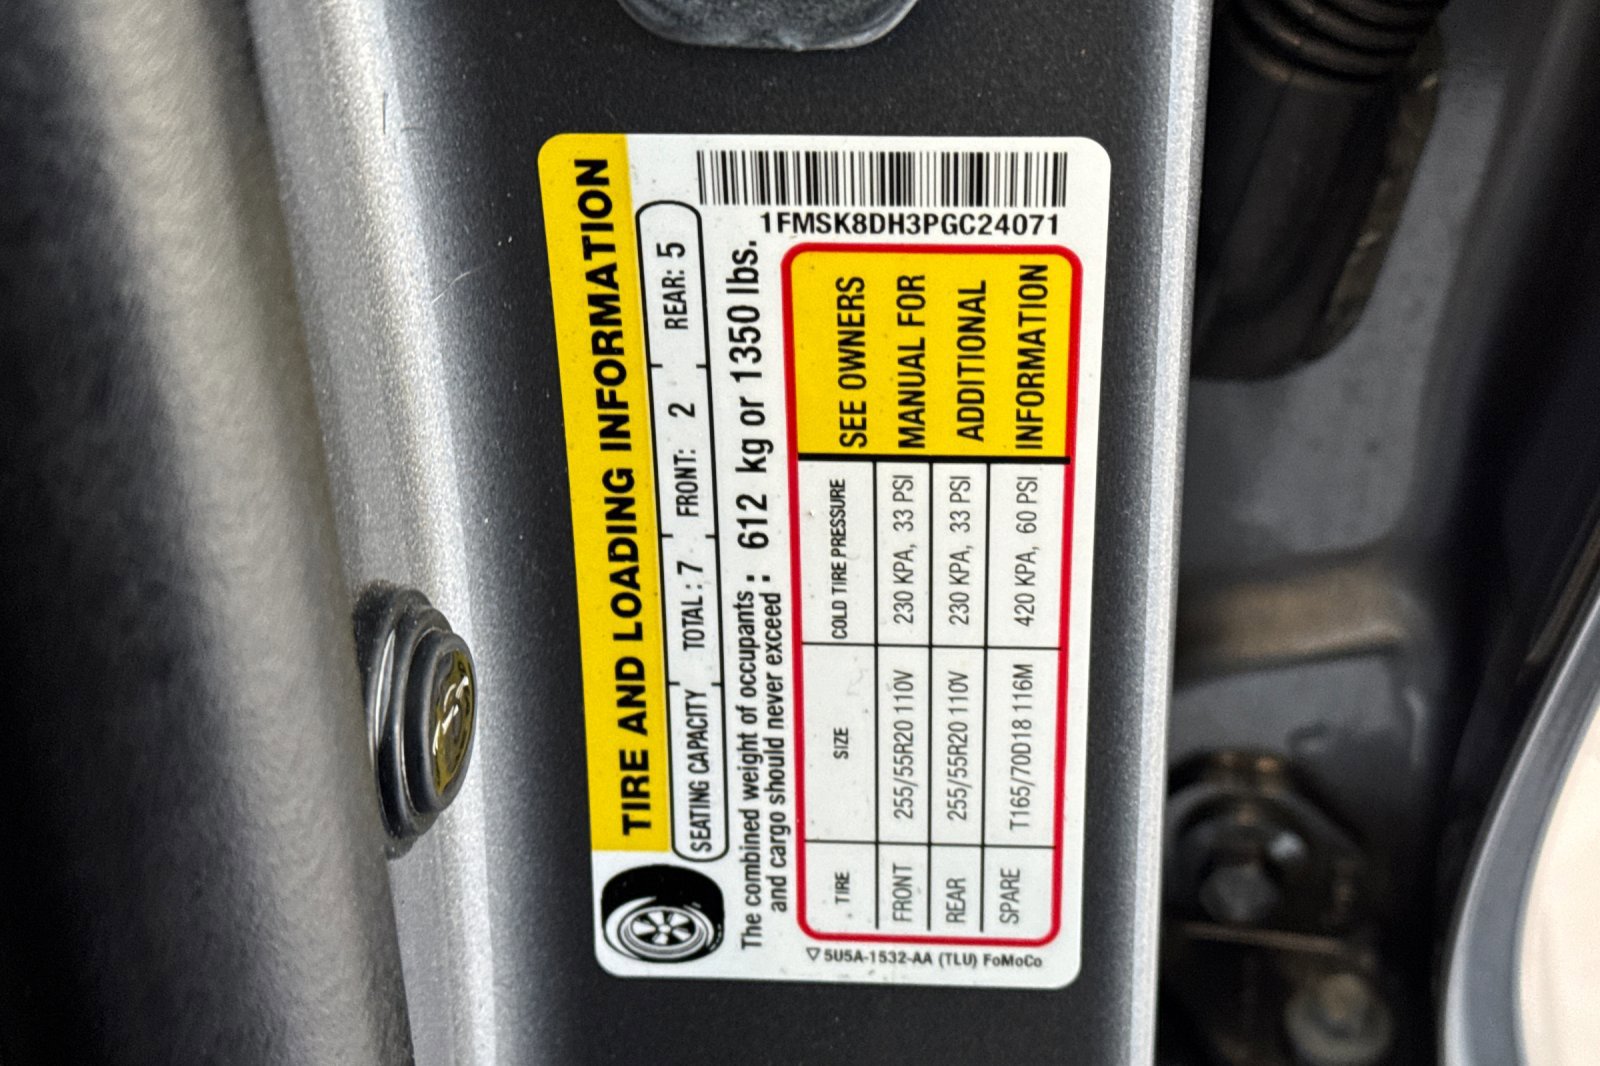 TIRE AND LOADING INFORMATION
SEATING CAPACITY TOTAL : 7 FRONT: 2 REAR: 5
The combined weight of occupants
and cargo should never exceed : 612 kg or 1350 lbs.
1FMSK8DH3PGC24071
TIRE SIZE COLD TIRE PRESSURE
FRONT 255/55R20 110V 230 KPA, 33 PSI
REAR 255/55R20 110V 230 KPA, 33 PSI
SPARE T165/70D18 116M 420 KPA, 60 PSI
SEE OWNERS
MANUAL FOR
ADDITIONAL
INFORMATION
5U5A-1532-AA (TLU) FoMoCo